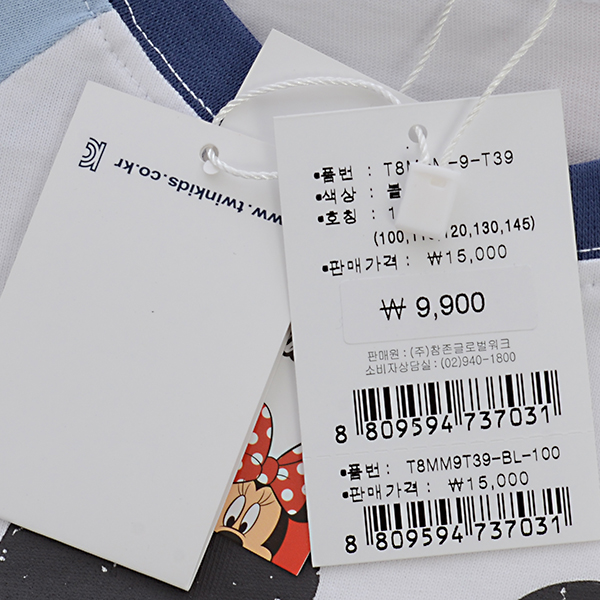 www.twinkids.co.kr
•품번 : T8M -9-T39
•색상 : 블
•호칭 : 1
(100,110,120,130,145)
•판매가격 : ₩15,000
₩ 9,900
판매원 : (주)참존글로벌워크
소비자상담실: (02)940-1800
8 809594 737031
•품번 : T8MM9T39-BL-100
•판매가격 : ₩15,000
8 809594 737031